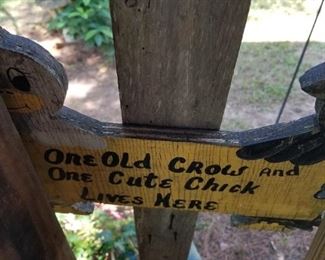 One Old Crow and
One Cute Chick
Lives Here